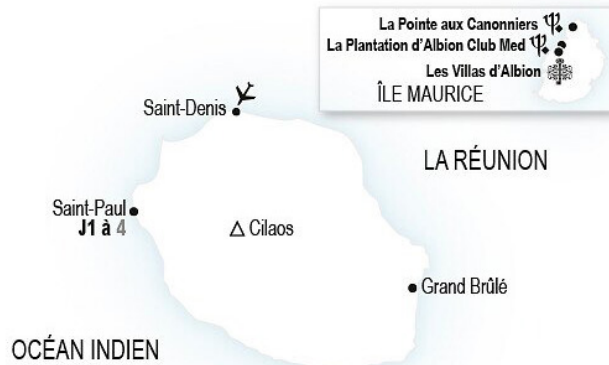 La Pointe aux Canonniers
La Plantation d'Albion Club Med
Les Villas d'Albion
ÎLE MAURICE
Saint-Denis
LA RÉUNION
Saint-Paul
J1 à 4
Cilaos
Grand Brûlé
OCÉAN INDIEN